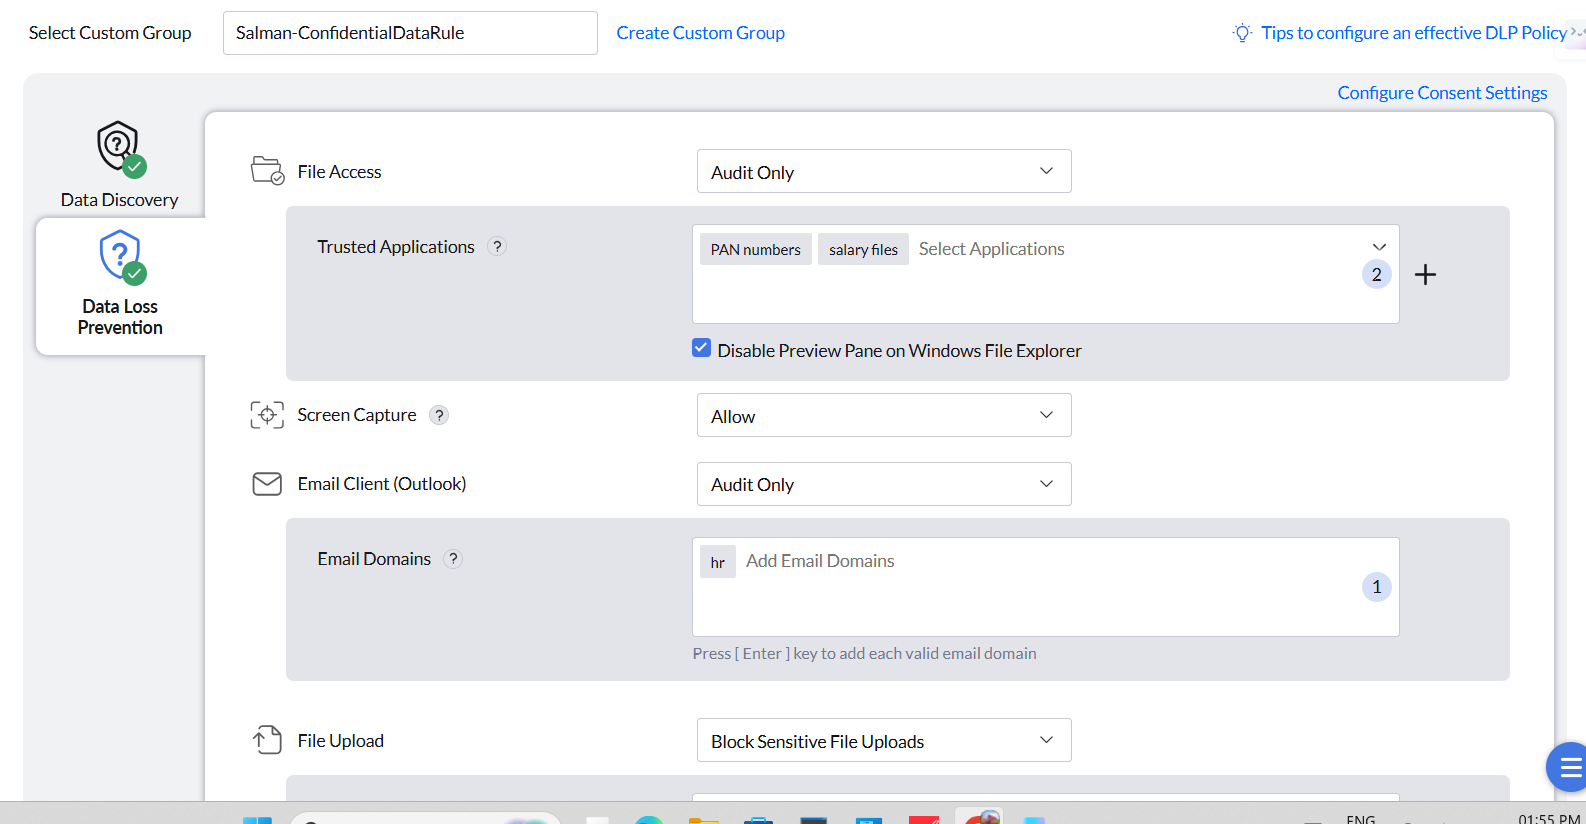 Select Custom Group
Salman-ConfidentialDataRule
Create Custom Group
Tips to configure an effective DLP Policy
Configure Consent Settings
Data Discovery
Data Loss
Prevention
File Access
Audit Only
Trusted Applications ?
PAN numbers salary files Select Applications
2
Disable Preview Pane on Windows File Explorer
Screen Capture ?
Allow
Email Client (Outlook)
Audit Only
Email Domains ?
hr Add Email Domains
1
Press [ Enter ] key to add each valid email domain
File Upload
Block Sensitive File Uploads
ENG
01:55 PM